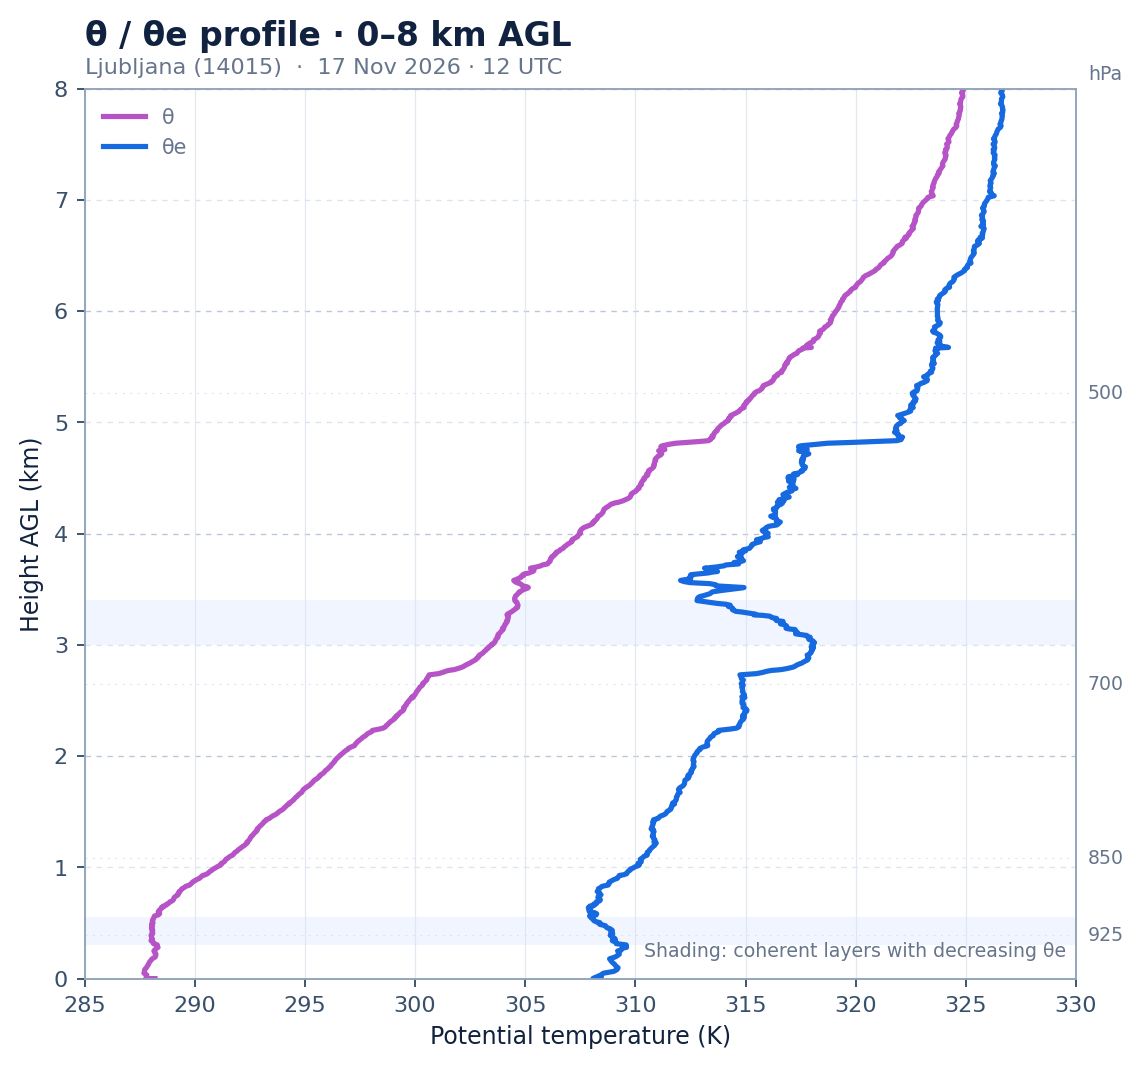 θ / θe profile · 0–8 km AGL
Ljubljana (14015) · 17 Nov 2026 · 12 UTC
hPa
θ
θe
8
7
6
5
4
3
2
1
0
Height AGL (km)
500
700
850
925
Shading: coherent layers with decreasing θe
285 290 295 300 305 310 315 320 325 330
Potential temperature (K)